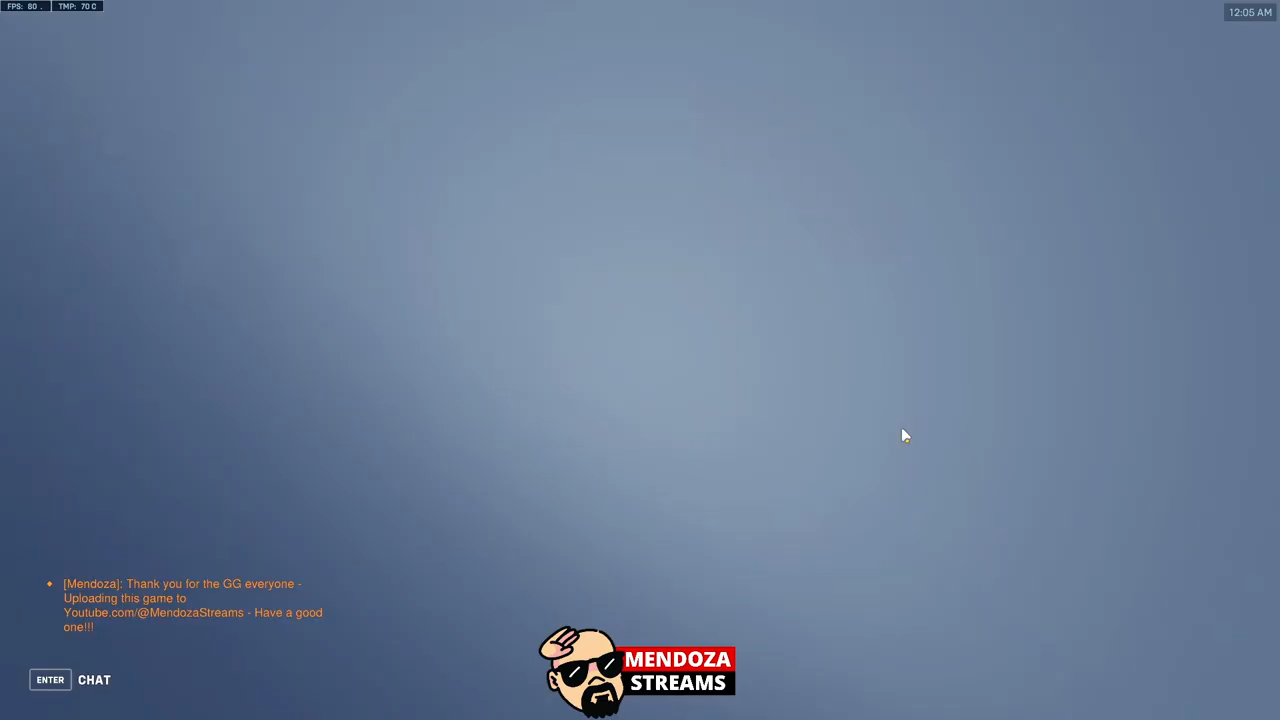 FPS: 80 . TMP: 70 C
12:05 AM
[Mendoza]: Thank you for the GG everyone -
Uploading this game to
Youtube.com/@MendozaStreams - Have a good
one!!!
ENTER CHAT
MENDOZA
STREAMS